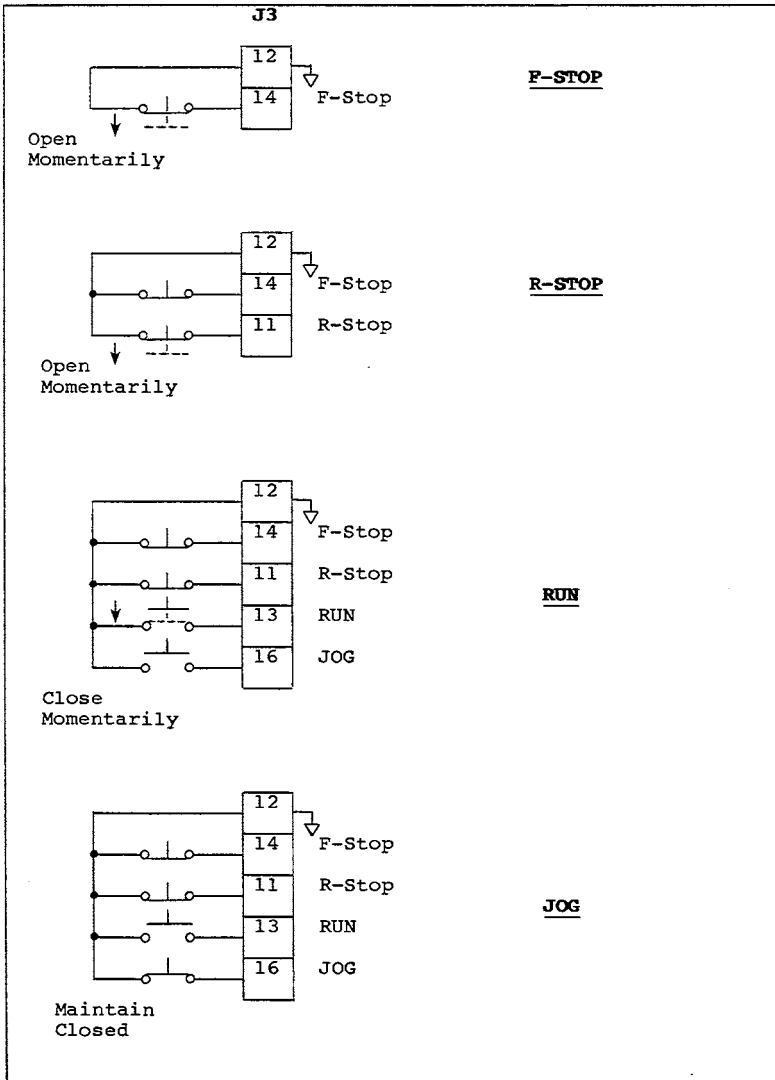 J3
12
F-STOP
14 F-Stop
Open
Momentarily
12
14 F-Stop
R-STOP
11 R-Stop
Open
Momentarily
12
14 F-Stop
11 R-Stop
RUN
13 RUN
16 JOG
Close
Momentarily
12
14 F-Stop
11 R-Stop
JOG
13 RUN
16 JOG
Maintain
Closed